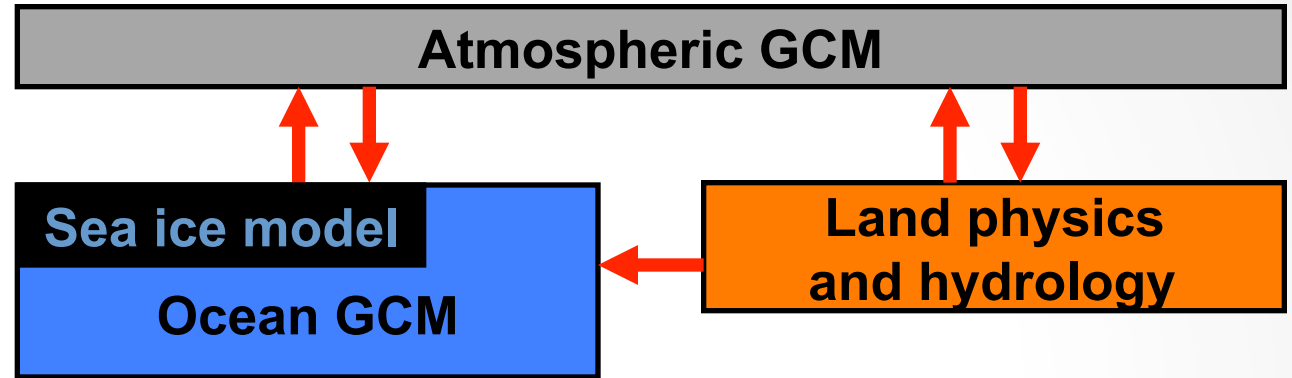 Atmospheric GCM
Sea ice model
Ocean GCM
Land physics
and hydrology